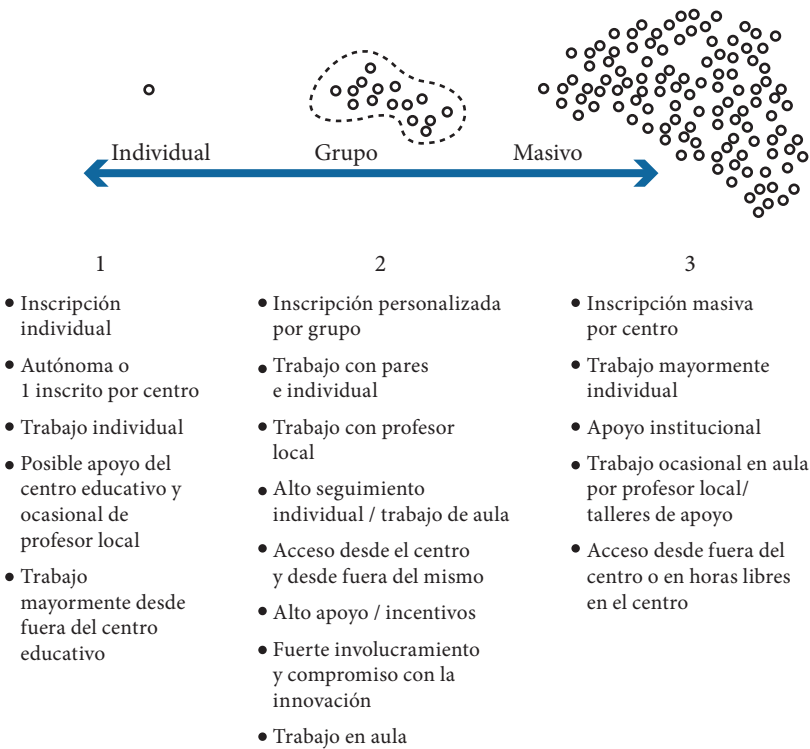 Individual
Grupo
Masivo
1
• Inscripción
individual
• Autónoma o
1 inscrito por centro
• Trabajo individual
• Posible apoyo del
centro educativo y
ocasional de
profesor local
• Trabajo
mayormente desde
fuera del centro
educativo
2
• Inscripción personalizada
por grupo
• Trabajo con pares
e individual
• Trabajo con profesor
local
• Alto seguimiento
individual / trabajo de aula
• Acceso desde el centro
y desde fuera del mismo
• Alto apoyo / incentivos
• Fuerte involucramiento
y compromiso con la
innovación
• Trabajo en aula
3
• Inscripción masiva
por centro
• Trabajo mayormente
individual
• Apoyo institucional
• Trabajo ocasional en aula
por profesor local/
talleres de apoyo
• Acceso desde fuera del
centro o en horas libres
en el centro